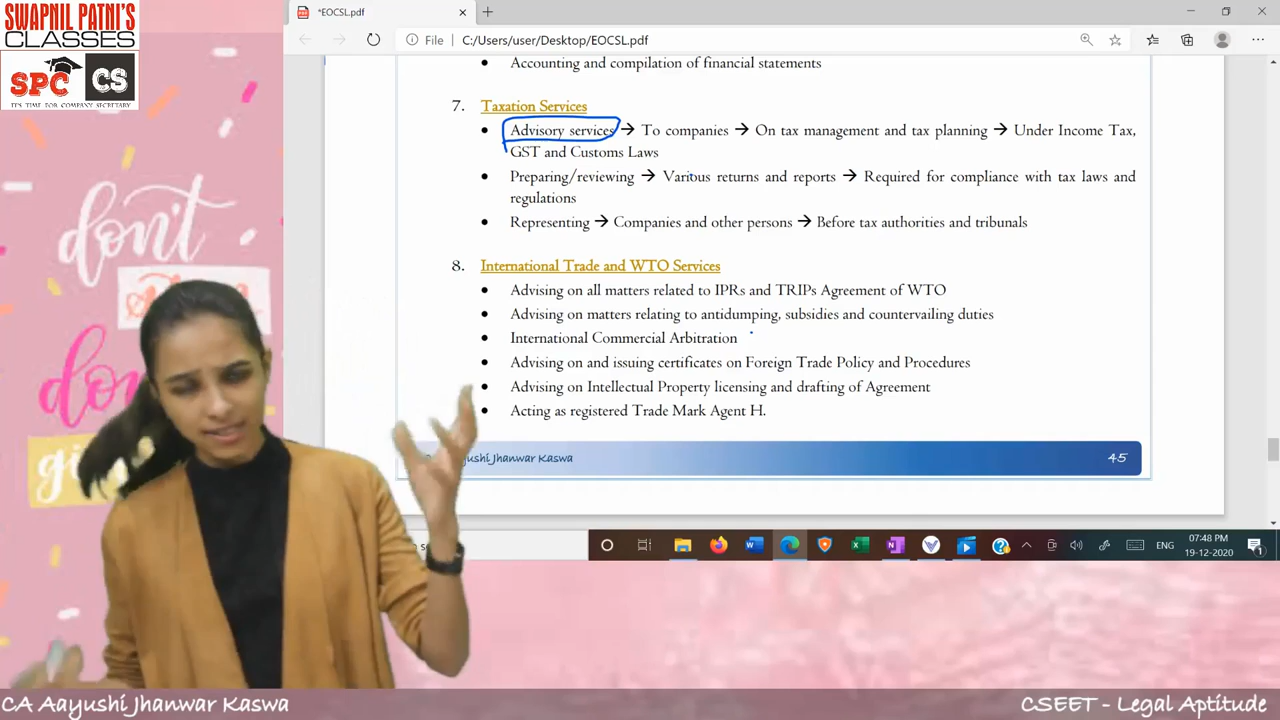 SWAPNIL PATNI'S
CLASSES
SPC CS
IT'S TIME FOR COMPANY SECRETARY
*EOCSL.pdf
File C:/Users/user/Desktop/EOCSL.pdf
• Accounting and compilation of financial statements
7. Taxation Services
• Advisory services → To companies → On tax management and tax planning → Under Income Tax,
GST and Customs Laws
• Preparing/reviewing → Various returns and reports → Required for compliance with tax laws and
regulations
• Representing → Companies and other persons → Before tax authorities and tribunals
8. International Trade and WTO Services
• Advising on all matters related to IPRs and TRIPs Agreement of WTO
• Advising on matters relating to antidumping, subsidies and countervailing duties
• International Commercial Arbitration
• Advising on and issuing certificates on Foreign Trade Policy and Procedures
• Advising on Intellectual Property licensing and drafting of Agreement
• Acting as registered Trade Mark Agent H.
Jhanwar Kaswa 45
ENG 07:48 PM
19-12-2020
don't
CA Aayushi Jhanwar Kaswa CSEET - Legal Aptitude